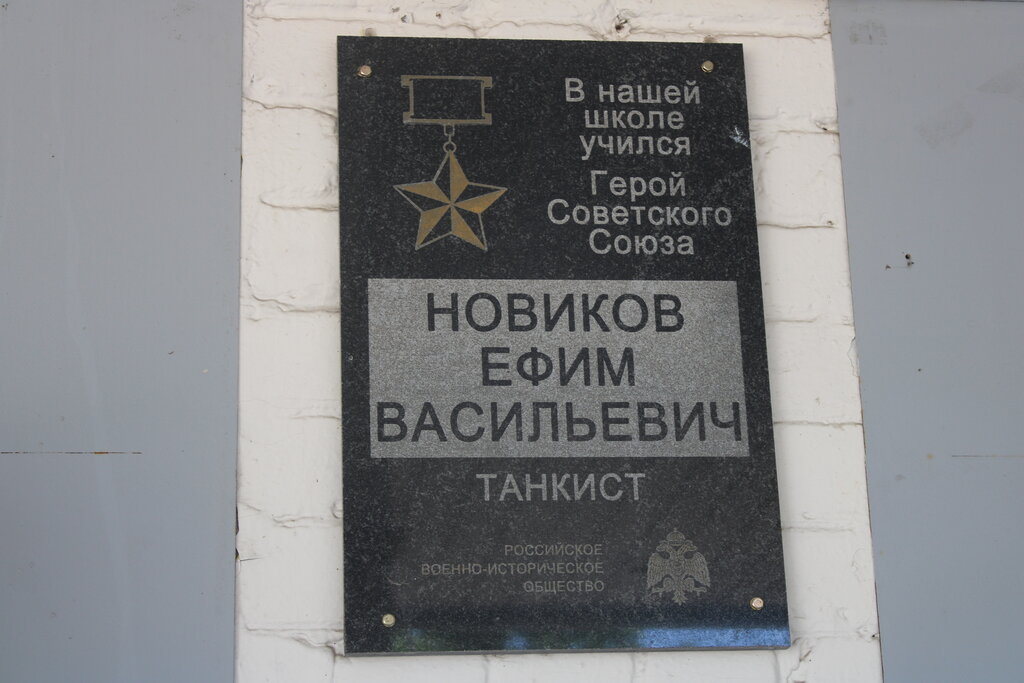 В нашей
школе
учился
Герой
Советского
Союза
НОВИКОВ
ЕФИМ
ВАСИЛЬЕВИЧ
ТАНКИСТ
РОССИЙСКОЕ
ВОЕННО-ИСТОРИЧЕСКОЕ
ОБЩЕСТВО